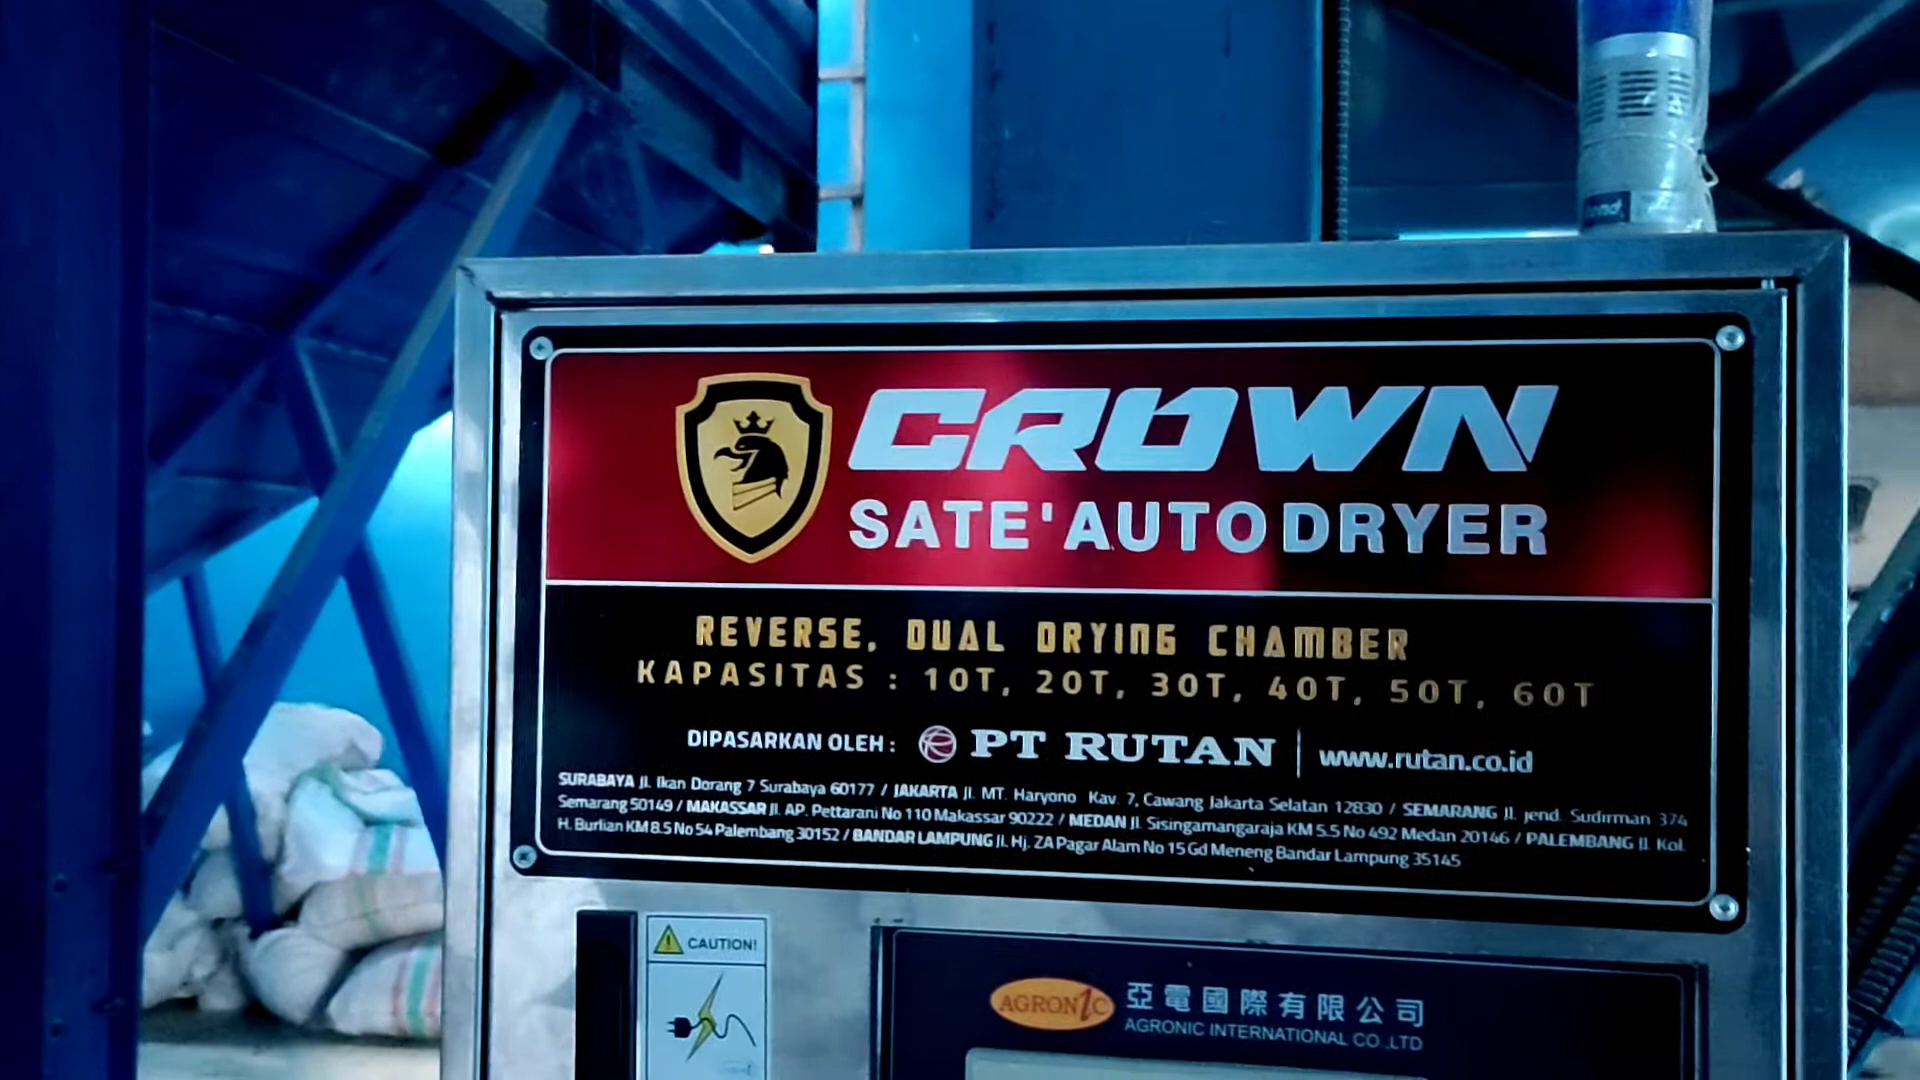 CROWN
SATE' AUTO DRYER
REVERSE, DUAL DRYING CHAMBER
KAPASITAS : 10T, 20T, 30T, 40T, 50T, 60T
DIPASARKAN OLEH : PT RUTAN | www.rutan.co.id
SURABAYA Jl. Ikan Dorang 7 Surabaya 60177 / JAKARTA Jl. MT. Haryono Kav. 7, Cawang Jakarta Selatan 12830 / SEMARANG Jl. jend. Sudirman 374
Semarang 50149 / MAKASSAR Jl. AP. Pettarani No 110 Makassar 90222 / MEDAN Jl. Sisingamangaraja KM 5.5 No 492 Medan 20146 / PALEMBANG Jl. Kol.
H. Burlian KM 8.5 No 54 Palembang 30152 / BANDAR LAMPUNG Jl. Hj. ZA Pagar Alam No 15 Gd Meneng Bandar Lampung 35145
CAUTION!
AGRONIC 亞電國際有限公司
AGRONIC INTERNATIONAL CO.,LTD